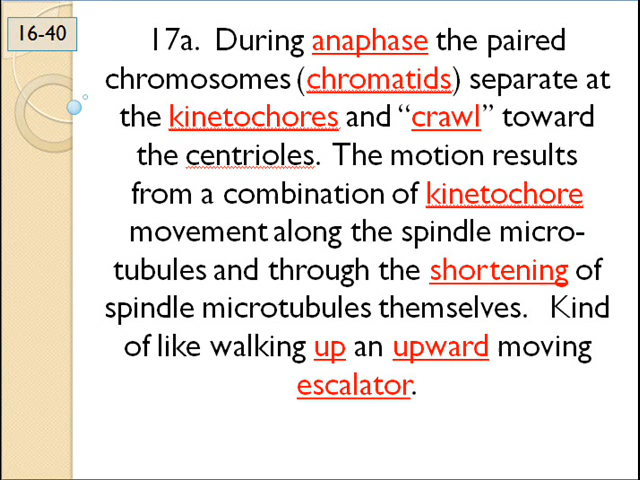 16-40
17a.  During anaphase the paired
chromosomes (chromatids) separate at
the kinetochores and “crawl” toward
the centrioles.  The motion results
from a combination of kinetochore
movement along the spindle micro-
tubules and through the shortening of
spindle microtubules themselves.   Kind
of like walking up an upward moving
escalator.